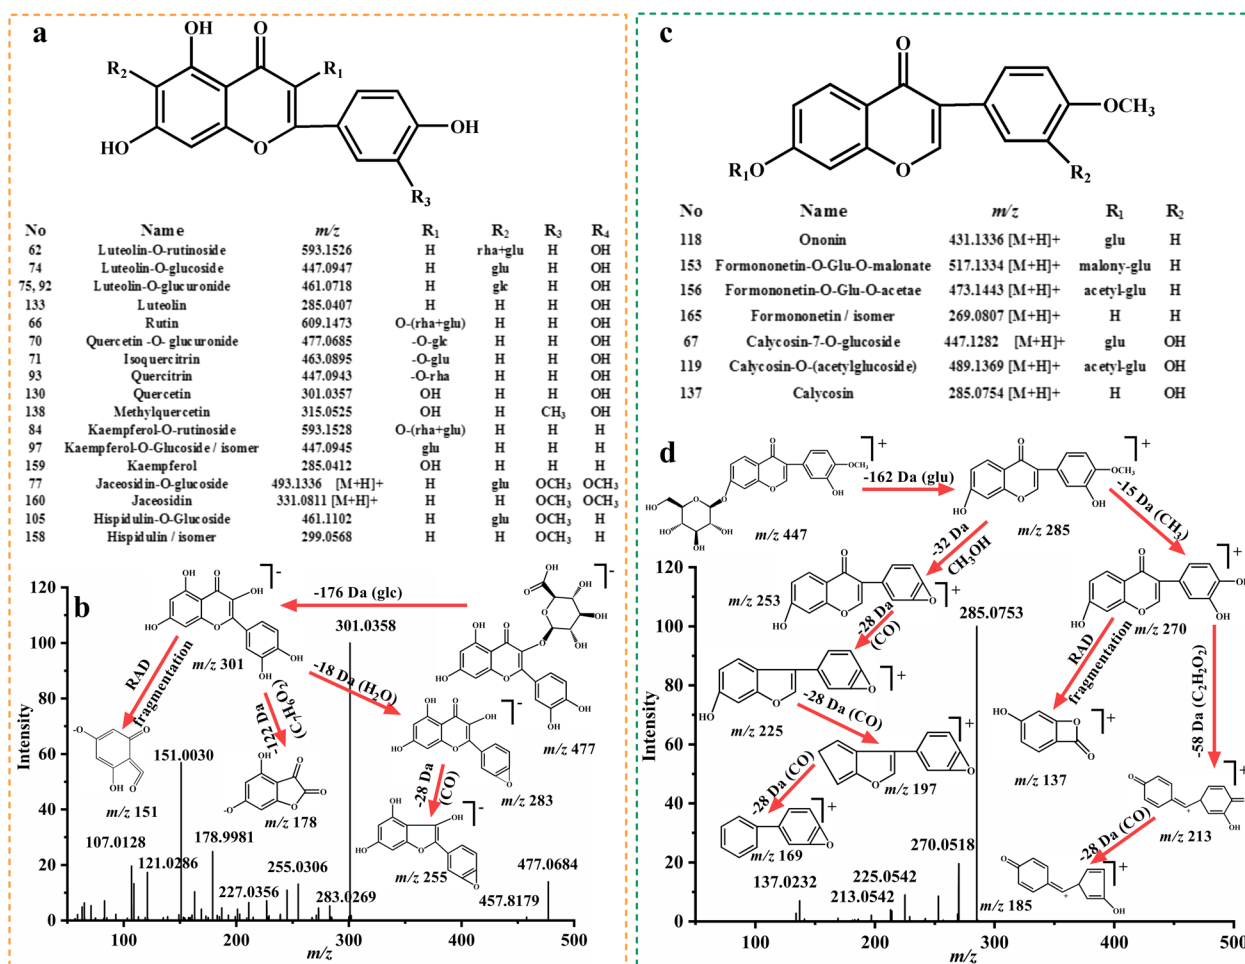 a
OH
O
R₂
R₁
HO
O
OH
R₃
No Name m/z R₁ R₂ R₃ R₄
62 Luteolin-O-rutinoside 593.1526 H rha+glu H OH
74 Luteolin-O-glucoside 447.0947 H glu H OH
75, 92 Luteolin-O-glucuronide 461.0718 H glc H OH
133 Luteolin 285.0407 H H H OH
66 Rutin 609.1473 O-(rha+glu) H H OH
70 Quercetin -O- glucuronide 477.0685 -O-glc H H OH
71 Isoquercitrin 463.0895 -O-glu H H OH
93 Quercitrin 447.0943 -O-rha H H OH
130 Quercetin 301.0357 OH H H OH
138 Methylquercetin 315.0525 OH H CH₃ OH
84 Kaempferol-O-rutinoside 593.1528 O-(rha+glu) H H H
97 Kaempferol-O-Glucoside / isomer 447.0945 glu H H H
159 Kaempferol 285.0412 OH H H H
77 Jaceosidin-O-glucoside 493.1336 [M+H]+ H glu OCH₃ OCH₃
160 Jaceosidin 331.0811 [M+H]+ H H OCH₃ OCH₃
105 Hispidulin-O-Glucoside 461.1102 H glu OCH₃ H
158 Hispidulin / isomer 299.0568 H H OCH₃ H
b
-176 Da (glc)
301.0358
m/z 301
RAD
fragmentation
-122 Da
(C₇H₆O₂)
-18 Da (H₂O)
m/z 477
m/z 283
-28 Da
(CO)
m/z 151
151.0030
m/z 178
178.9981
m/z 255
107.0128
121.0286
227.0356
255.0306
283.0269
457.8179
477.0684
Intensity
120
100
80
60
40
20
0
100 200 300 400 500
m/z
c
O
OCH₃
R₁O
O
R₂
No Name m/z R₁ R₂
118 Ononin 431.1336 [M+H]+ glu H
153 Formononetin-O-Glu-O-malonate 517.1334 [M+H]+ malony-glu H
156 Formononetin-O-Glu-O-acetae 473.1443 [M+H]+ acetyl-glu H
165 Formononetin / isomer 269.0807 [M+H]+ H H
67 Calycosin-7-O-glucoside 447.1282 [M+H]+ glu OH
119 Calycosin-O-(acetylglucoside) 489.1369 [M+H]+ acetyl-glu OH
137 Calycosin 285.0754 [M+H]+ H OH
d
m/z 447
-162 Da (glu)
m/z 285
-15 Da (CH₃)
-32 Da
CH₃OH
m/z 253
285.0753
m/z 270
-28 Da
(CO)
RAD
fragmentation
-58 Da (C₂H₂O₂)
m/z 225
-28 Da (CO)
m/z 197
m/z 137
-28 Da (CO)
m/z 169
m/z 213
-28 Da (CO)
m/z 185
137.0232
213.0542
225.0542
270.0518
Intensity
120
100
80
60
40
20
0
100 200 300 400 500
m/z